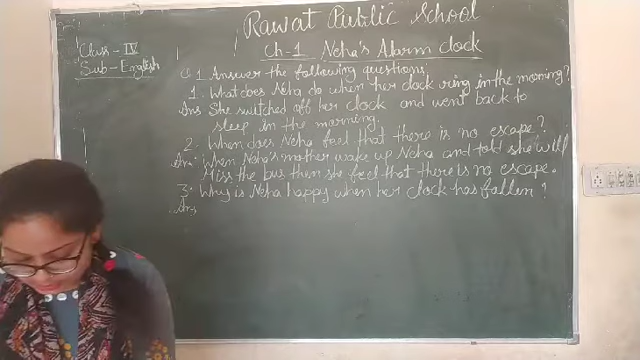 Rawat Public School
Class - IV
Ch-1 Neha's Alarm clock
Sub- English
Q1 Answer the following questions:
1. What does Neha do when her clock ring in the morning?
Ans She switched off her clock and went back to
sleep in the morning.
2. When does Neha feel that there is no escape?
Ans. When Neha's mother wake up Neha and told she will
Miss the bus then she feel that there is no escape.
3. Why is Neha happy when her clock has fallen?
Ans